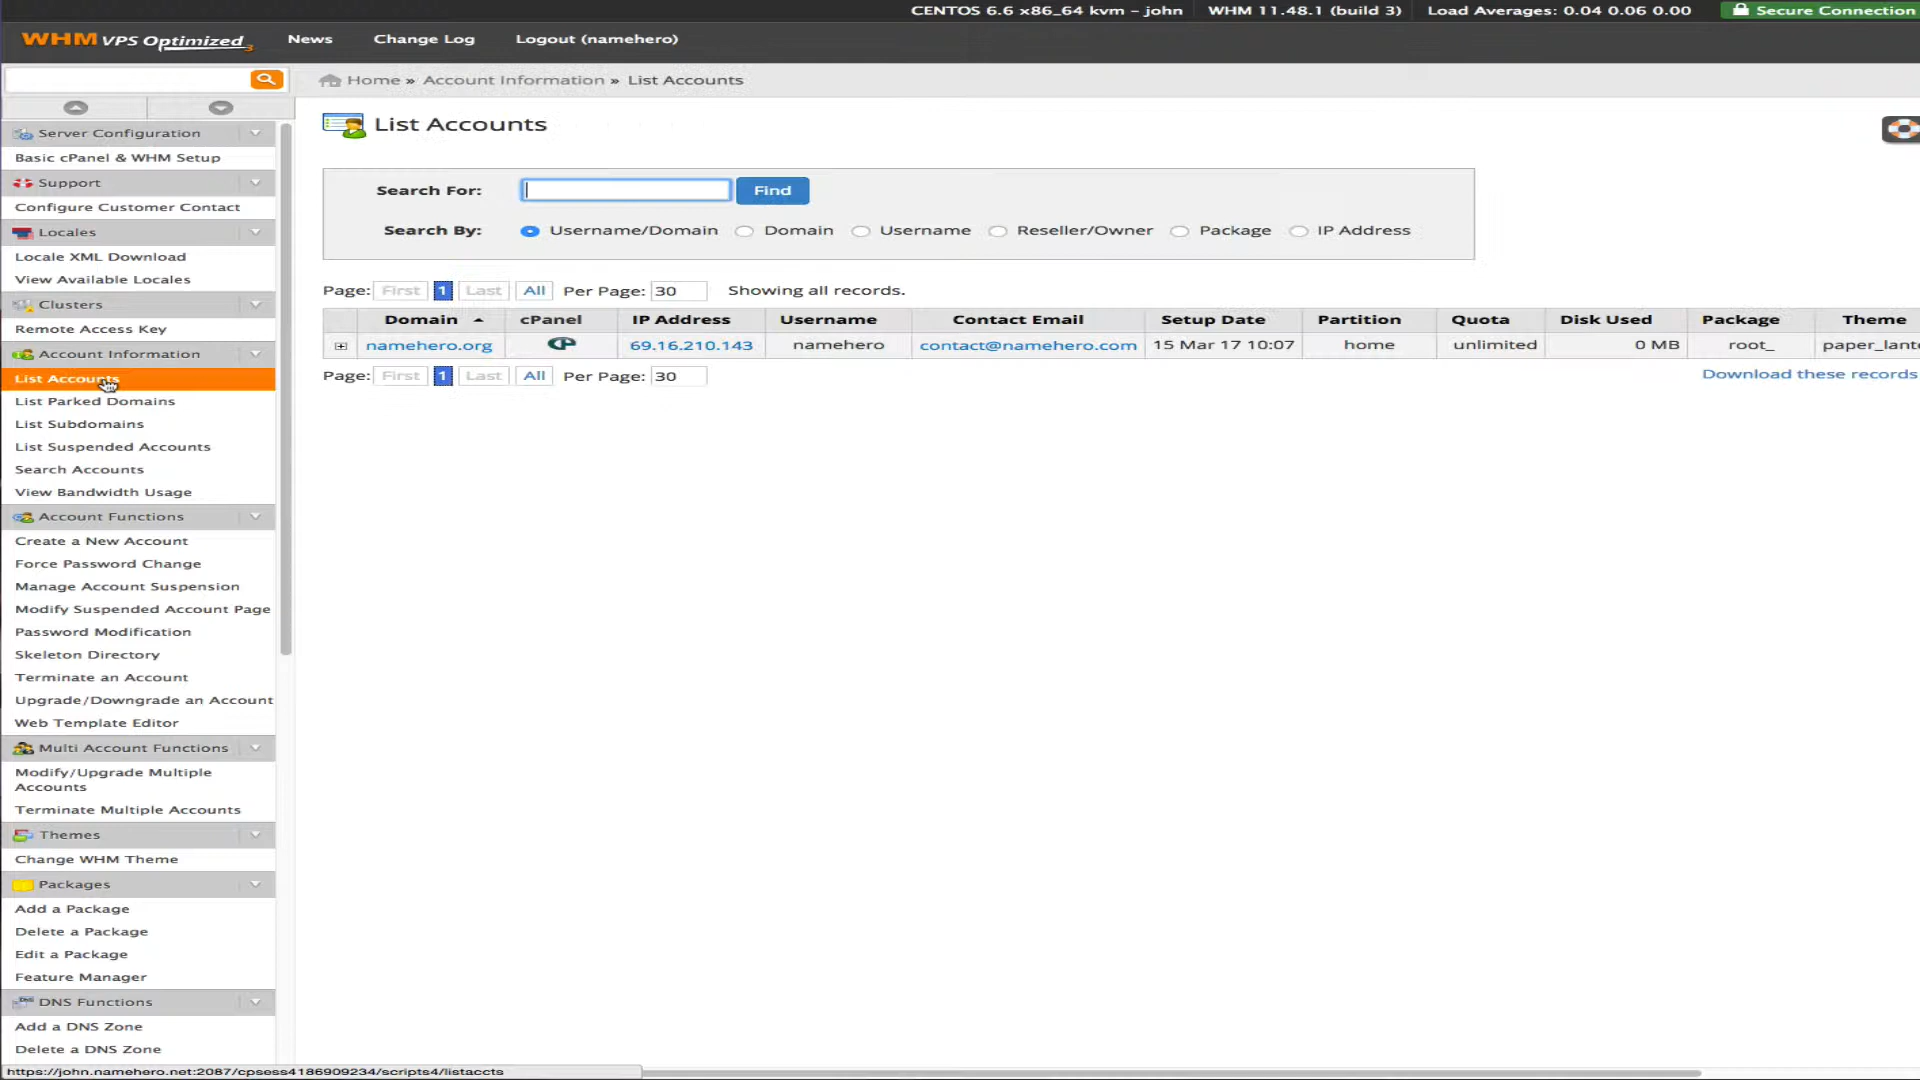 CENTOS 6.6 x86_64 kvm – john WHM 11.48.1 (build 3) Load Averages: 0.04 0.06 0.00 Secure Connection
WHM VPS Optimized 3 News Change Log Logout (namehero)
Home » Account Information » List Accounts
List Accounts
Search For: Find
Search By: Username/Domain Domain Username Reseller/Owner Package IP Address
Page: First 1 Last All Per Page: 30 Showing all records.
Domain cPanel IP Address Username Contact Email Setup Date Partition Quota Disk Used Package Theme
namehero.org cP 69.16.210.143 namehero contact@namehero.com 15 Mar 17 10:07 home unlimited 0 MB root_ paper_lante
Page: First 1 Last All Per Page: 30
Download these records
Server Configuration
Basic cPanel & WHM Setup
Support
Configure Customer Contact
Locales
Locale XML Download
View Available Locales
Clusters
Remote Access Key
Account Information
List Accounts
List Parked Domains
List Subdomains
List Suspended Accounts
Search Accounts
View Bandwidth Usage
Account Functions
Create a New Account
Force Password Change
Manage Account Suspension
Modify Suspended Account Page
Password Modification
Skeleton Directory
Terminate an Account
Upgrade/Downgrade an Account
Web Template Editor
Multi Account Functions
Modify/Upgrade Multiple
Accounts
Terminate Multiple Accounts
Themes
Change WHM Theme
Packages
Add a Package
Delete a Package
Edit a Package
Feature Manager
DNS Functions
Add a DNS Zone
Delete a DNS Zone
https://john.namehero.net:2087/cpsess4186909234/scripts4/listaccts